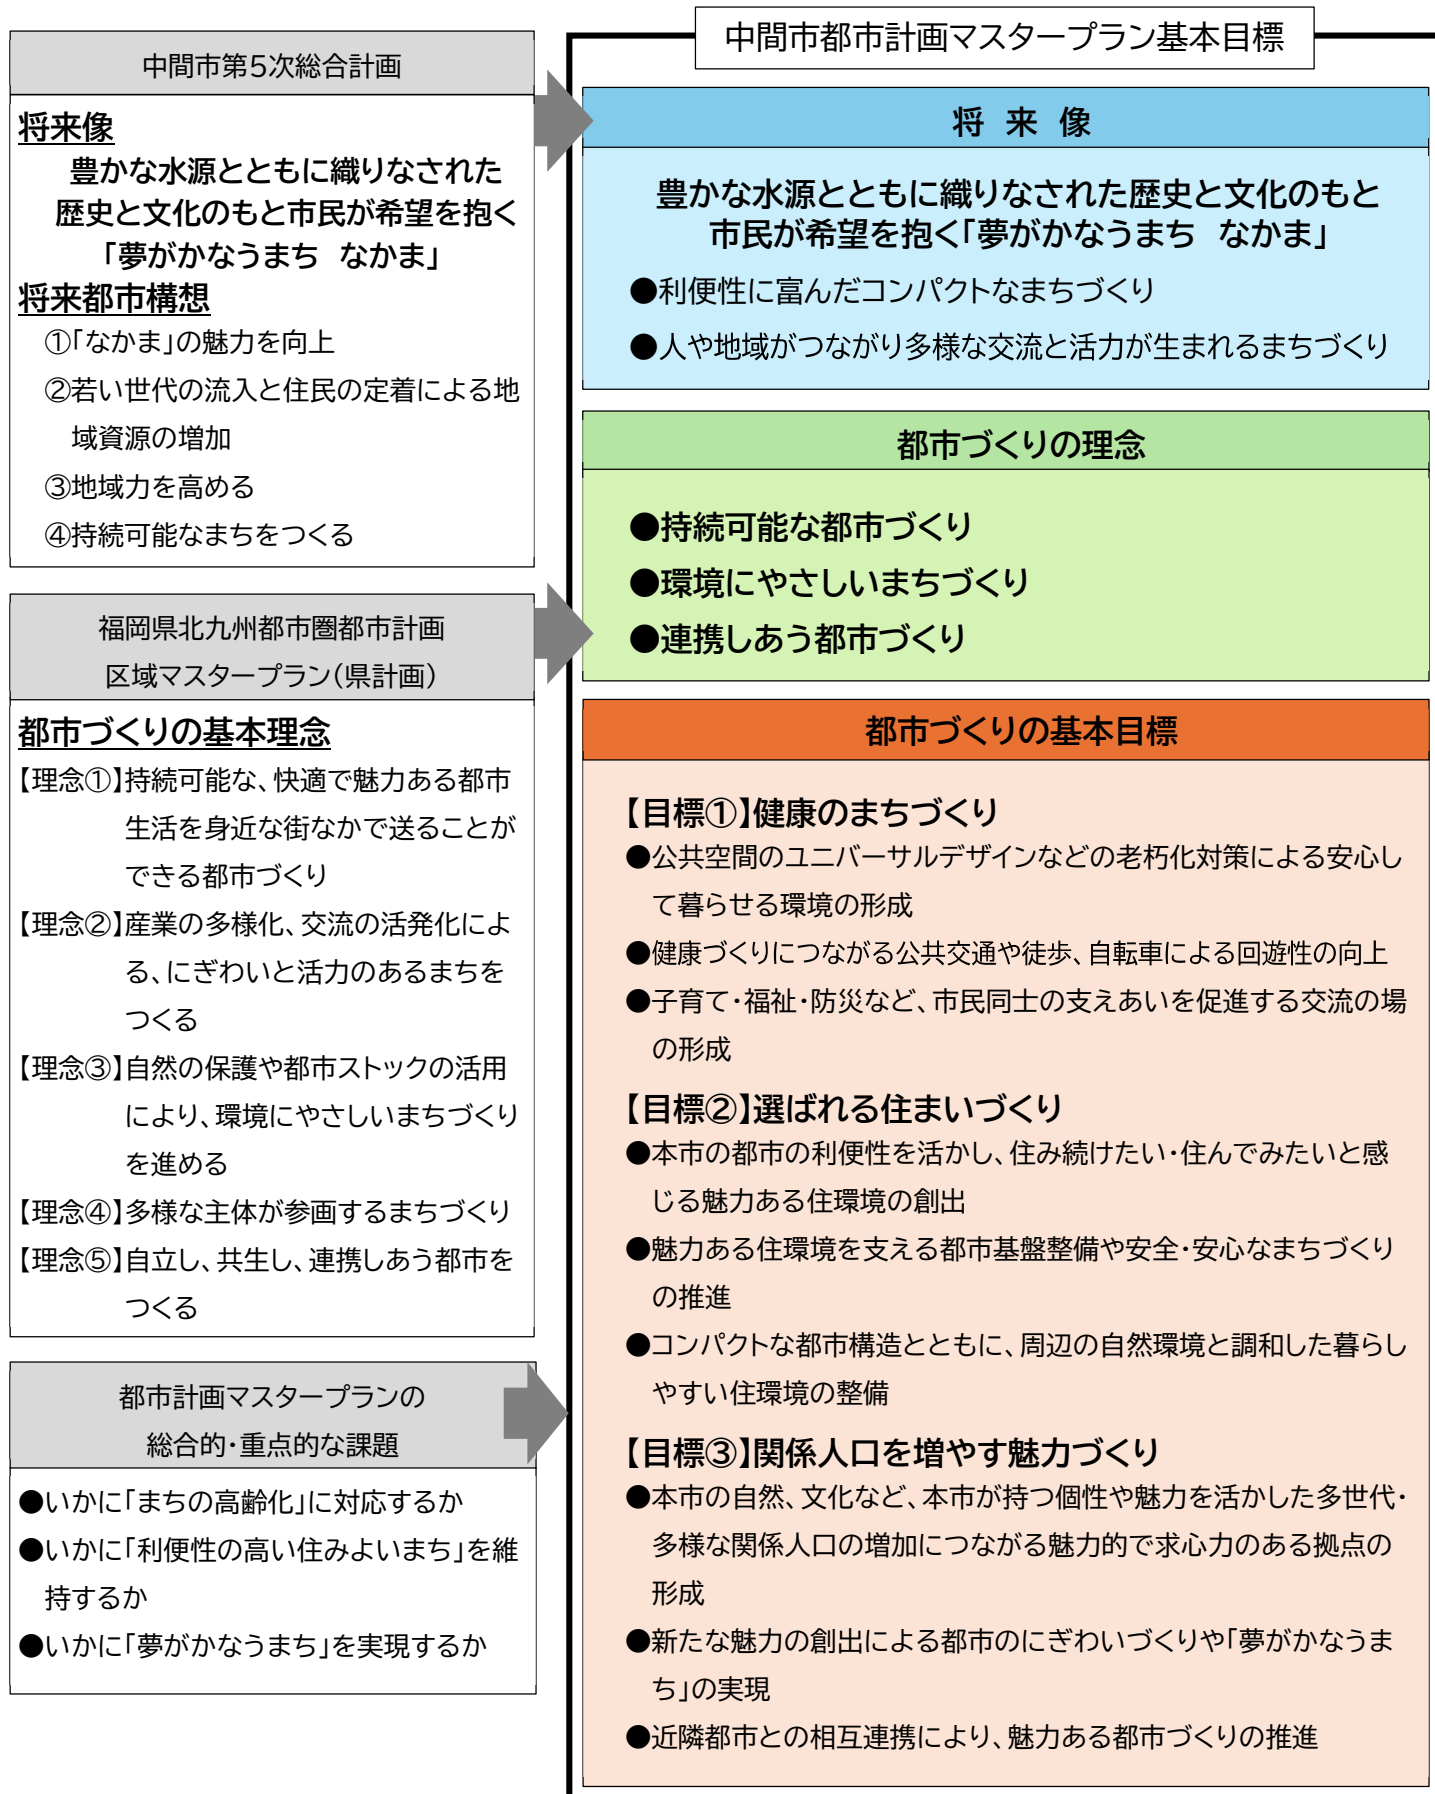 中間市第5次総合計画
将来像
豊かな水源とともに織りなされた
歴史と文化のもと市民が希望を抱く
「夢がかなうまち　なかま」
将来都市構想
①「なかま」の魅力を向上
②若い世代の流入と住民の定着による地
域資源の増加
③地域力を高める
④持続可能なまちをつくる
福岡県北九州都市圏都市計画
区域マスタープラン(県計画)
都市づくりの基本理念
【理念①】持続可能な、快適で魅力ある都市
生活を身近な街なかで送ることが
できる都市づくり
【理念②】産業の多様化、交流の活発化によ
る、にぎわいと活力のあるまちを
つくる
【理念③】自然の保護や都市ストックの活用
により、環境にやさしいまちづくり
を進める
【理念④】多様な主体が参画するまちづくり
【理念⑤】自立し、共生し、連携しあう都市を
つくる
都市計画マスタープランの
総合的・重点的な課題
●いかに「まちの高齢化」に対応するか
●いかに「利便性の高い住みよいまち」を維
持するか
●いかに「夢がかなうまち」を実現するか
中間市都市計画マスタープラン基本目標
将 来 像
豊かな水源とともに織りなされた歴史と文化のもと
市民が希望を抱く「夢がかなうまち　なかま」
●利便性に富んだコンパクトなまちづくり
●人や地域がつながり多様な交流と活力が生まれるまちづくり
都市づくりの理念
●持続可能な都市づくり
●環境にやさしいまちづくり
●連携しあう都市づくり
都市づくりの基本目標
【目標①】健康のまちづくり
●公共空間のユニバーサルデザインなどの老朽化対策による安心し
て暮らせる環境の形成
●健康づくりにつながる公共交通や徒歩、自転車による回遊性の向上
●子育て・福祉・防災など、市民同士の支えあいを促進する交流の場
の形成
【目標②】選ばれる住まいづくり
●本市の都市の利便性を活かし、住み続けたい・住んでみたいと感
じる魅力ある住環境の創出
●魅力ある住環境を支える都市基盤整備や安全・安心なまちづくり
の推進
●コンパクトな都市構造とともに、周辺の自然環境と調和した暮らし
やすい住環境の整備
【目標③】関係人口を増やす魅力づくり
●本市の自然、文化など、本市が持つ個性や魅力を活かした多世代・
多様な関係人口の増加につながる魅力的で求心力のある拠点の
形成
●新たな魅力の創出による都市のにぎわいづくりや「夢がかなうま
ち」の実現
●近隣都市との相互連携により、魅力ある都市づくりの推進